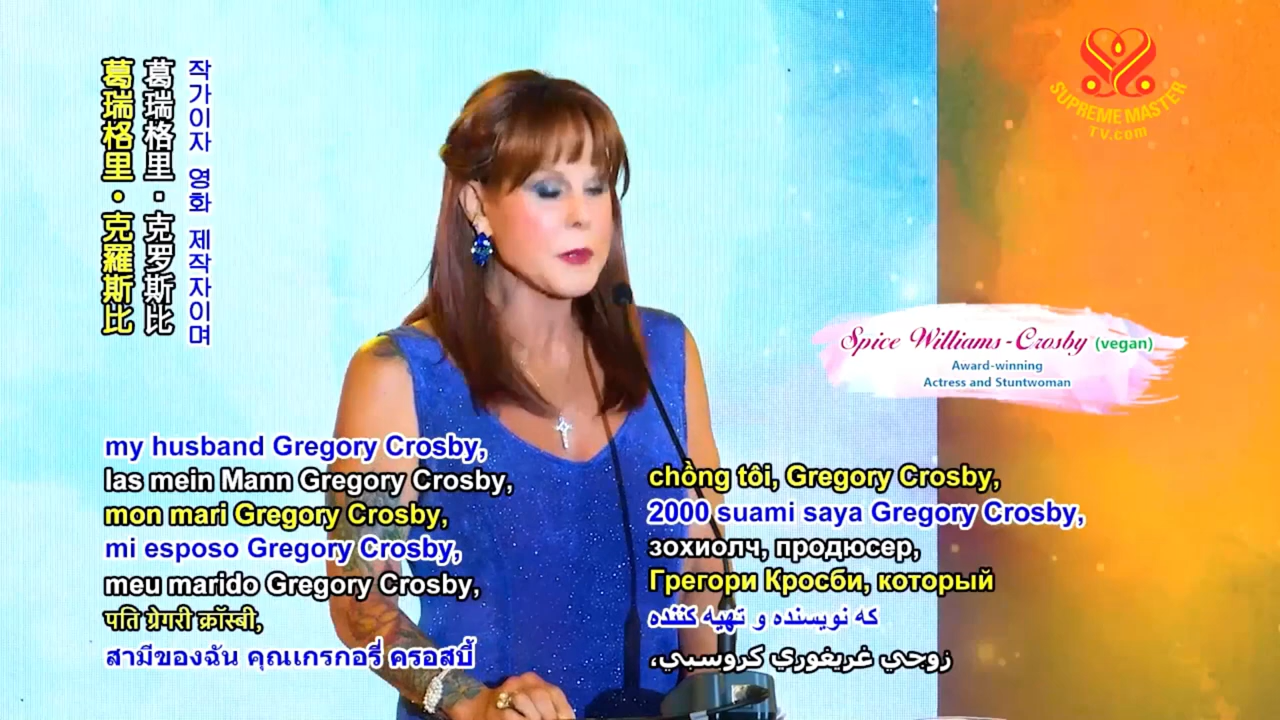 SUPREME MASTER
TV.com
작가이자 영화 제작자이며
葛瑞格里·克罗斯比
葛瑞格里·克羅斯比
Spice Williams-Crosby (vegan)
Award-winning
Actress and Stuntwoman
my husband Gregory Crosby,
las mein Mann Gregory Crosby,
mon mari Gregory Crosby,
mi esposo Gregory Crosby,
meu marido Gregory Crosby,
पति ग्रेगरी क्रॉस्बी,
สามีของฉัน คุณเกรกอรี่ ครอสบี้
chồng tôi, Gregory Crosby,
2000 suami saya Gregory Crosby,
зохиолч, продюсер,
Грегори Кросби, который
که نویسنده و تهیه کننده
زوجي غريغوري كروسبي،